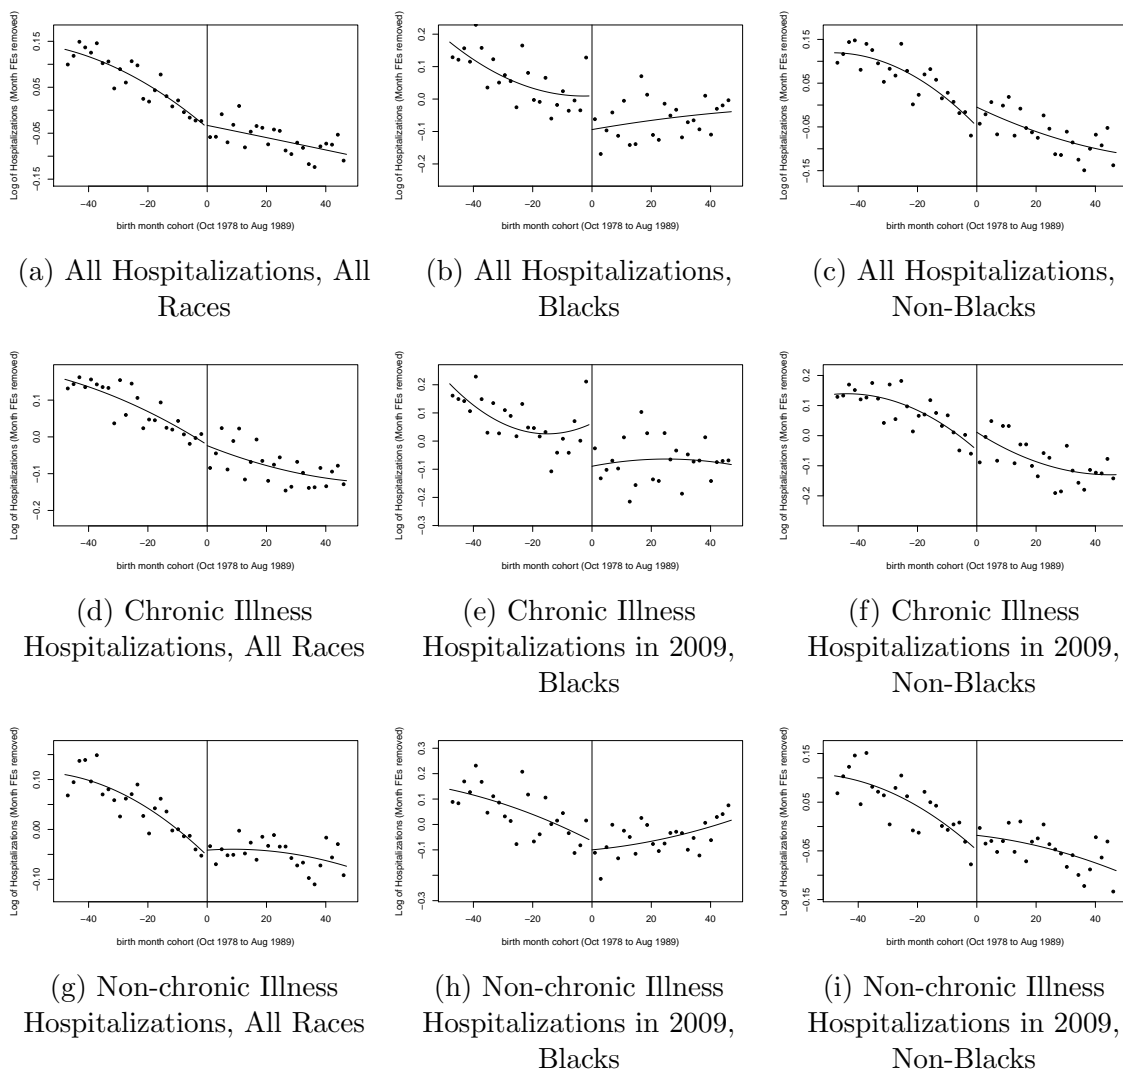 Log of Hospitalizations (Month FEs removed)
0.15
0.05
−0.05
−0.15
−40
−20
0
20
40
birth month cohort (Oct 1978 to Aug 1989)
(a) All Hospitalizations, All
Races
Log of Hospitalizations (Month FEs removed)
0.2
0.1
0.0
−0.1
−0.2
−40
−20
0
20
40
birth month cohort (Oct 1978 to Aug 1989)
(b) All Hospitalizations,
Blacks
Log of Hospitalizations (Month FEs removed)
0.15
0.05
−0.05
−0.15
−40
−20
0
20
40
birth month cohort (Oct 1978 to Aug 1989)
(c) All Hospitalizations,
Non-Blacks
Log of Hospitalizations (Month FEs removed)
0.1
0.0
−0.1
−0.2
−40
−20
0
20
40
birth month cohort (Oct 1978 to Aug 1989)
(d) Chronic Illness
Hospitalizations, All Races
Log of Hospitalizations (Month FEs removed)
0.2
0.1
0.0
−0.1
−0.3
−40
−20
0
20
40
birth month cohort (Oct 1978 to Aug 1989)
(e) Chronic Illness
Hospitalizations in 2009,
Blacks
Log of Hospitalizations (Month FEs removed)
0.2
0.1
0.0
−0.1
−0.2
−40
−20
0
20
40
birth month cohort (Oct 1978 to Aug 1989)
(f) Chronic Illness
Hospitalizations in 2009,
Non-Blacks
Log of Hospitalizations (Month FEs removed)
0.10
0.00
−0.10
−40
−20
0
20
40
birth month cohort (Oct 1978 to Aug 1989)
(g) Non-chronic Illness
Hospitalizations, All Races
Log of Hospitalizations (Month FEs removed)
0.3
0.2
0.1
0.0
−0.1
−0.3
−40
−20
0
20
40
birth month cohort (Oct 1978 to Aug 1989)
(h) Non-chronic Illness
Hospitalizations in 2009,
Blacks
Log of Hospitalizations (Month FEs removed)
0.15
0.05
−0.05
−0.15
−40
−20
0
20
40
birth month cohort (Oct 1978 to Aug 1989)
(i) Non-chronic Illness
Hospitalizations in 2009,
Non-Blacks